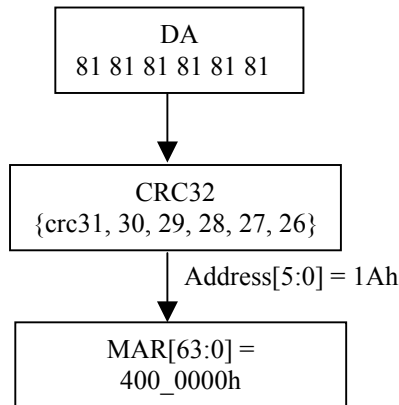 DA
81 81 81 81 81 81
CRC32
{crc31, 30, 29, 28, 27, 26}
Address[5:0] = 1Ah
MAR[63:0] =
400_0000h